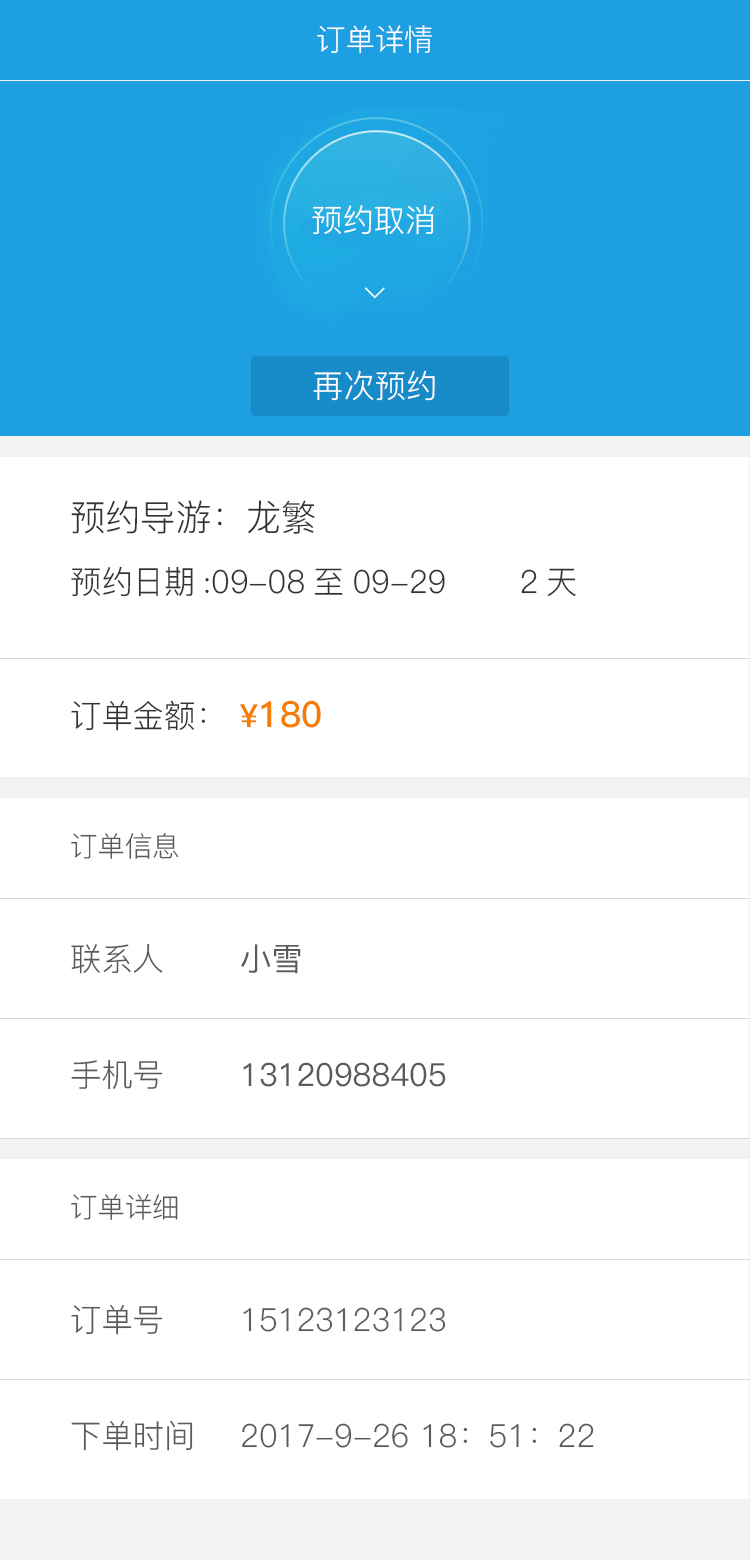 订单详情
预约取消
再次预约
预约导游：龙繁
预约日期 :09-08 至 09-29 2 天
订单金额： ¥180
订单信息
联系人 小雪
手机号 13120988405
订单详细
订单号 15123123123
下单时间 2017-9-26 18：51：22